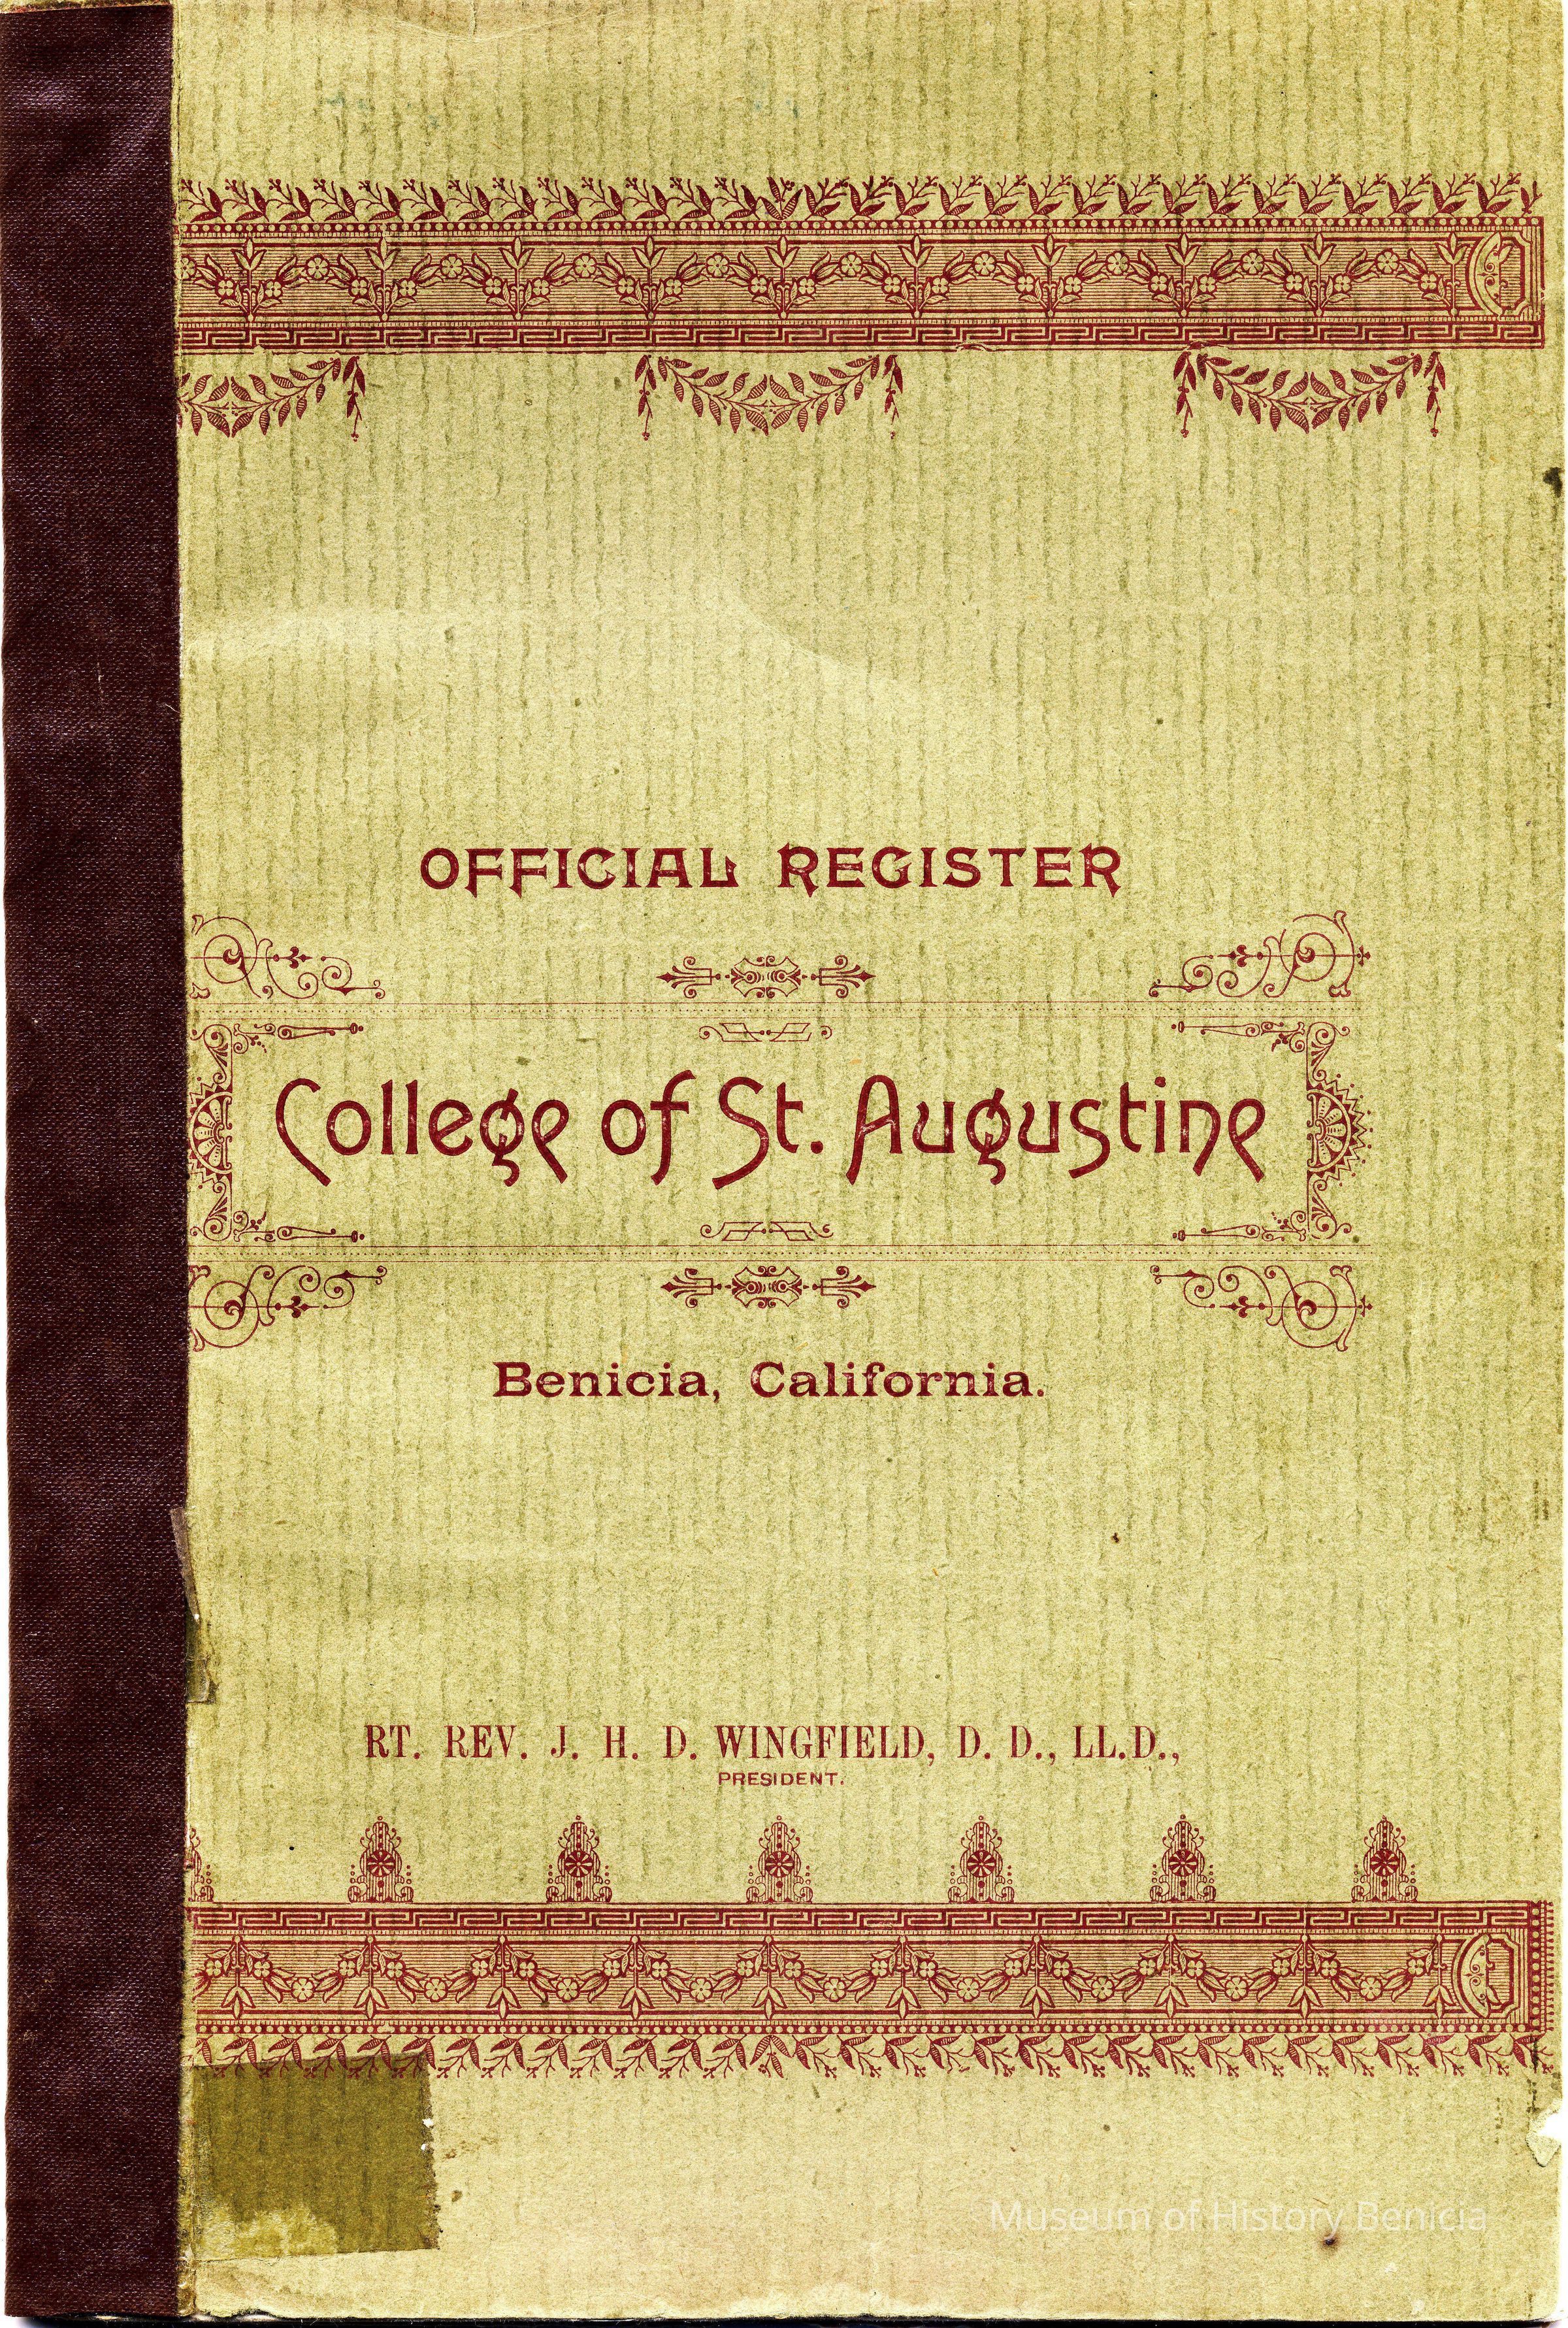 OFFICIAL REGISTER
College of St. Augustine
Benicia, California.
RT. REV. J. H. D. WINGFIELD, D. D., LL.D.,
PRESIDENT.
Museum of History Benicia